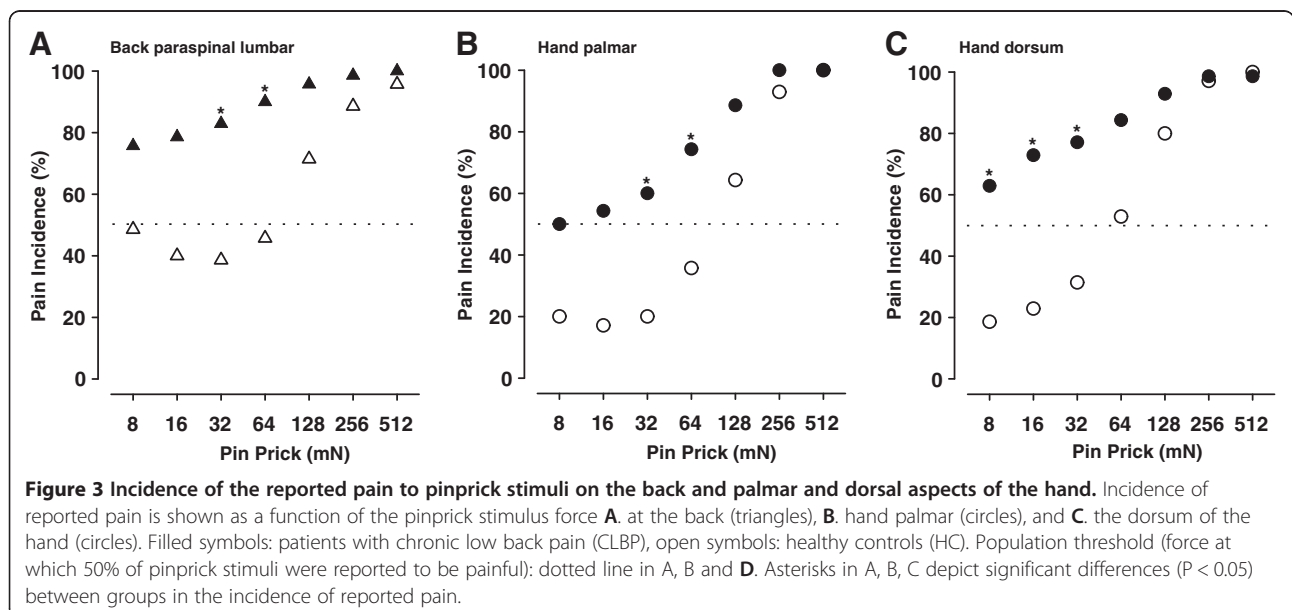 A Back paraspinal lumbar
100
80
60
40
20
0
Pain Incidence (%)
* *
8 16 32 64 128 256 512
Pin Prick (mN)
B Hand palmar
100
80
60
40
20
0
Pain Incidence (%)
* *
8 16 32 64 128 256 512
Pin Prick (mN)
C Hand dorsum
100
80
60
40
20
0
Pain Incidence (%)
* * *
8 16 32 64 128 256 512
Pin Prick (mN)
Figure 3 Incidence of the reported pain to pinprick stimuli on the back and palmar and dorsal aspects of the hand. Incidence of
reported pain is shown as a function of the pinprick stimulus force A. at the back (triangles), B. hand palmar (circles), and C. the dorsum of the
hand (circles). Filled symbols: patients with chronic low back pain (CLBP), open symbols: healthy controls (HC). Population threshold (force at
which 50% of pinprick stimuli were reported to be painful): dotted line in A, B and D. Asterisks in A, B, C depict significant differences (P < 0.05)
between groups in the incidence of reported pain.